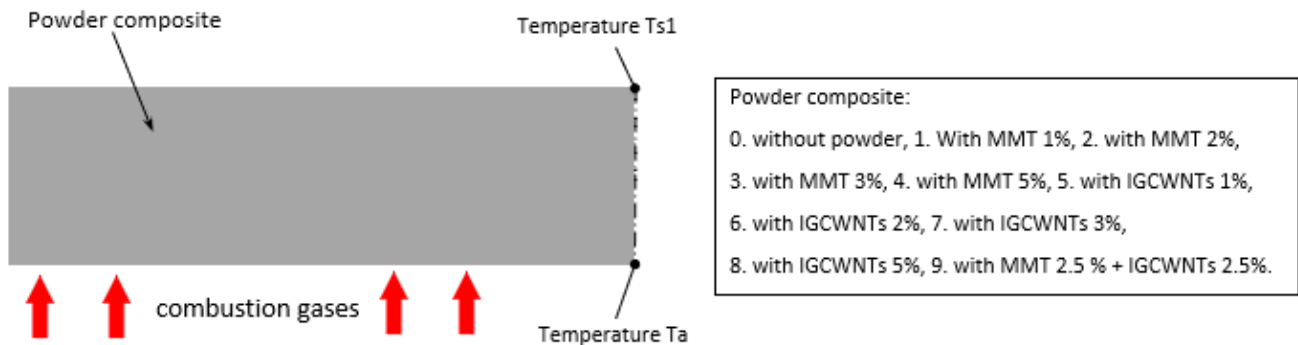 Powder composite
Temperature Ts1
Powder composite:
0. without powder, 1. With MMT 1%, 2. with MMT 2%,
3. with MMT 3%, 4. with MMT 5%, 5. with IGCWNTs 1%,
6. with IGCWNTs 2%, 7. with IGCWNTs 3%,
8. with IGCWNTs 5%, 9. with MMT 2.5 % + IGCWNTs 2.5%.
combustion gases
Temperature Ta